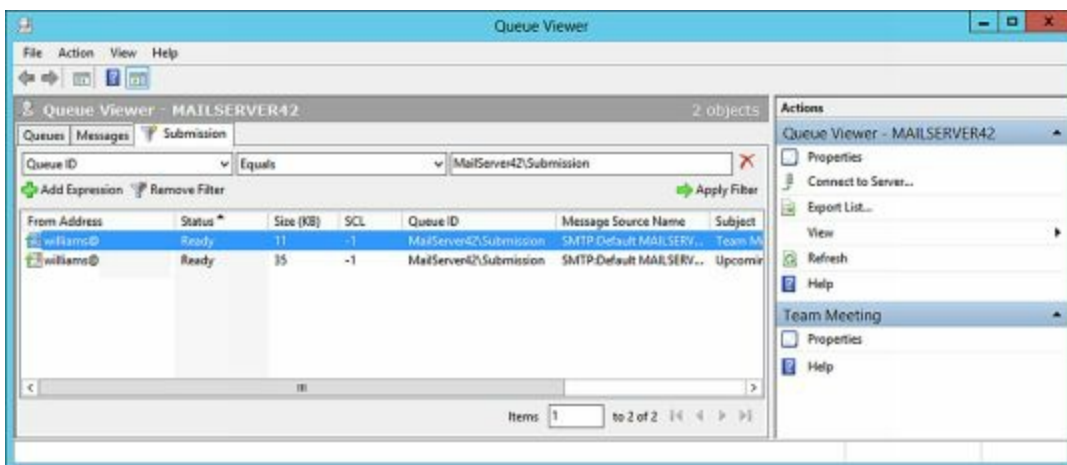 Queue Viewer
File Action View Help
Queue Viewer - MAILSERVER42 2 objects
Queues Messages Submission
Queue ID Equals MailServer42\Submission
Add Expression Remove Filter Apply Filter
From Address Status Size (KB) SCL Queue ID Message Source Name Subject
williams@ Ready 11 -1 MailServer42\Submission SMTP:Default MAILSERV... Team M
williams@ Ready 35 -1 MailServer42\Submission SMTP:Default MAILSERV... Upcomin
Items 1 to 2 of 2
Actions
Queue Viewer - MAILSERVER42
Properties
Connect to Server...
Export List...
View
Refresh
Help
Team Meeting
Properties
Help